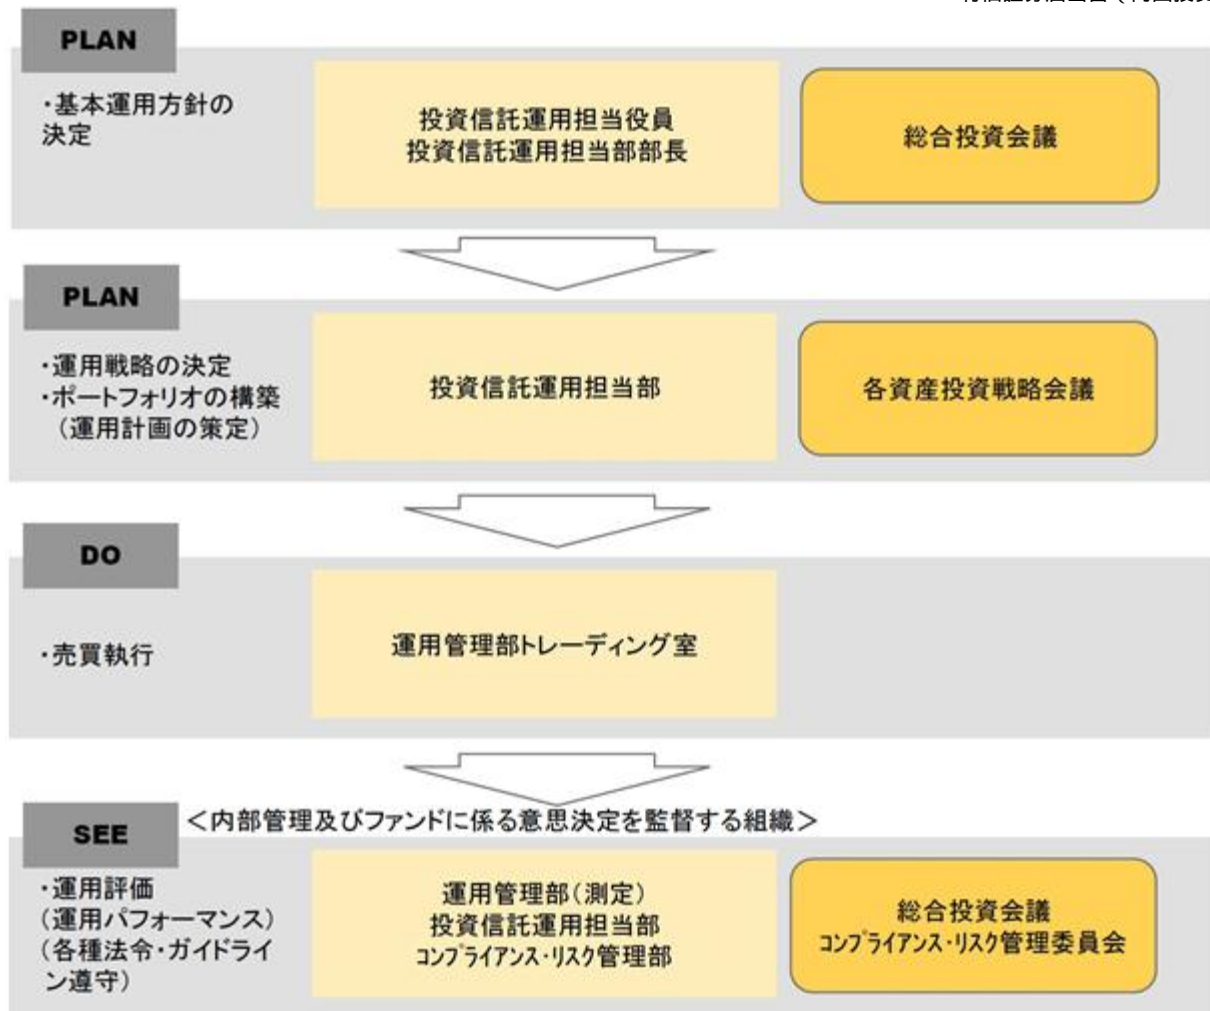 PLAN
・基本運用方針の
決定
投資信託運用担当役員
投資信託運用担当部部長
総合投資会議
PLAN
・運用戦略の決定
・ポートフォリオの構築
（運用計画の策定）
投資信託運用担当部
各資産投資戦略会議
DO
・売買執行
運用管理部トレーディング室
SEE
＜内部管理及びファンドに係る意思決定を監督する組織＞
・運用評価
（運用パフォーマンス）
（各種法令・ガイドライ
ン遵守）
運用管理部（測定）
投資信託運用担当部
ｺﾝﾌﾟﾗｲｱﾝｽ・ﾘｽｸ管理部
総合投資会議
ｺﾝﾌﾟﾗｲｱﾝｽ・ﾘｽｸ管理委員会